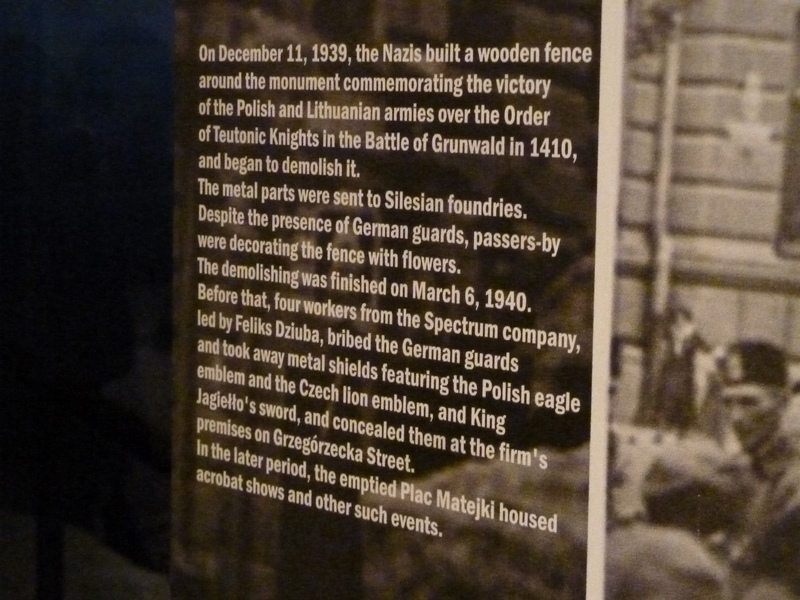 On December 11, 1939, the Nazis built a wooden fence
around the monument commemorating the victory
of the Polish and Lithuanian armies over the Order
of Teutonic Knights in the Battle of Grunwald in 1410,
and began to demolish it.
The metal parts were sent to Silesian foundries.
Despite the presence of German guards, passers-by
were decorating the fence with flowers.
The demolishing was finished on March 6, 1940.
Before that, four workers from the Spectrum company,
led by Feliks Dziuba, bribed the German guards
and took away metal shields featuring the Polish eagle
emblem and the Czech lion emblem, and King
Jagiełło's sword, and concealed them at the firm's
premises on Grzegórzecka Street.
In the later period, the emptied Plac Matejki housed
acrobat shows and other such events.